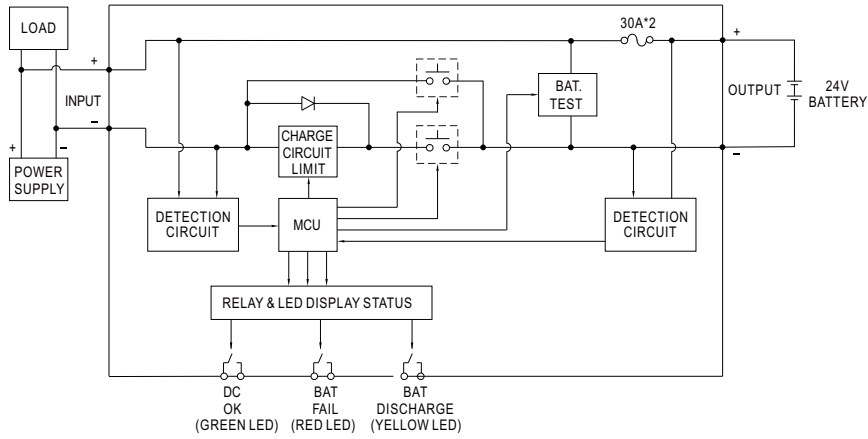 LOAD
30A*2
+
+
INPUT
BAT.
TEST
OUTPUT
24V
BATTERY
–
+
–
CHARGE
CIRCUIT
LIMIT
–
POWER
SUPPLY
DETECTION
CIRCUIT
MCU
DETECTION
CIRCUIT
RELAY & LED DISPLAY STATUS
DC
OK
(GREEN LED)
BAT
FAIL
(RED LED)
BAT
DISCHARGE
(YELLOW LED)